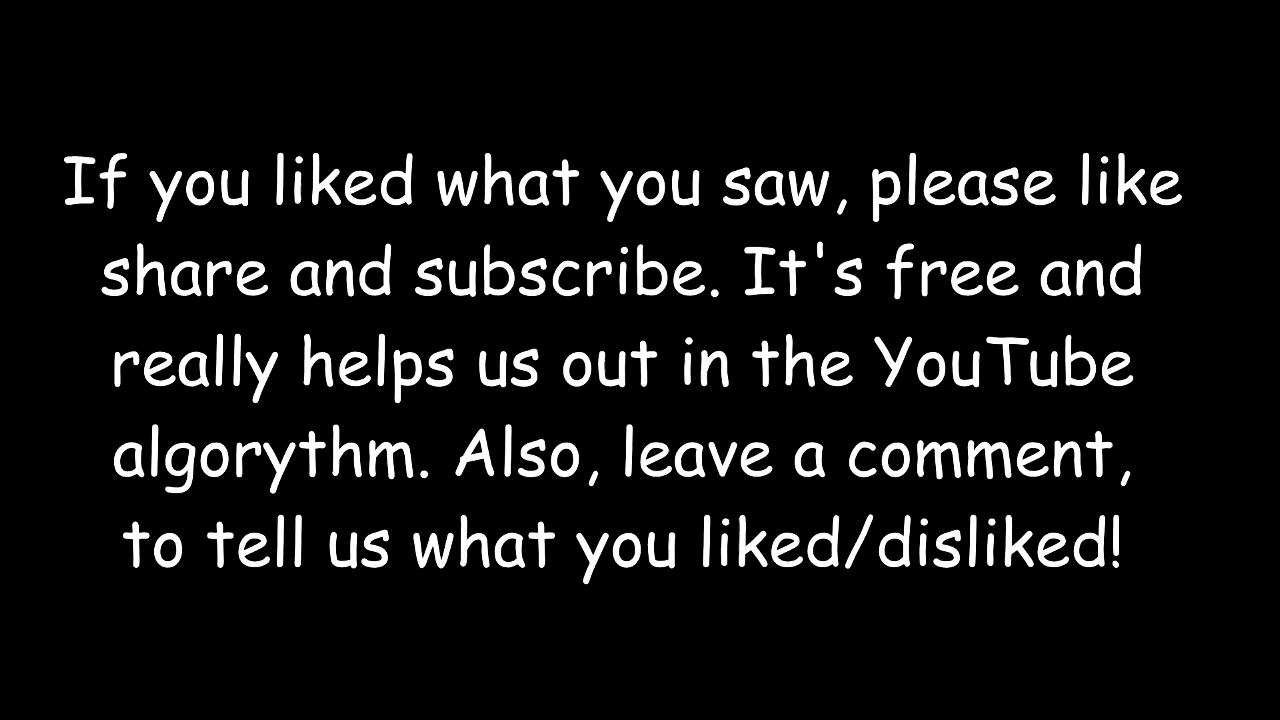 If you liked what you saw, please like
share and subscribe. It's free and
really helps us out in the YouTube
algorythm. Also, leave a comment,
to tell us what you liked/disliked!